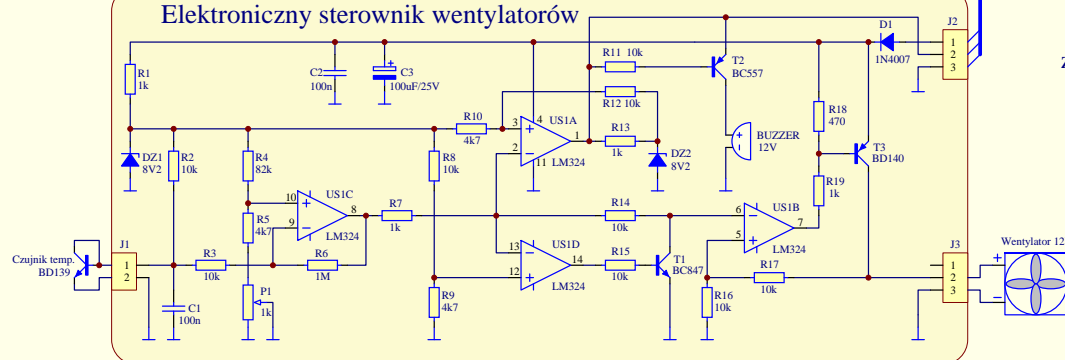 Elektroniczny sterownik wentylatorów
J2
D1
1
2
3
1N4007
R1
1k
C2
100n
C3
100uF/25V
R11 10k
T2
BC557
R12 10k
R10
4k7
3
2
4
11
1
US1A
LM324
R13
1k
DZ2
8V2
BUZZER
12V
R18
470
T3
BD140
R19
1k
DZ1
8V2
R2
10k
R4
82k
R8
10k
US1C
10
9
8
LM324
R5
4k7
R7
1k
R14
10k
US1B
6
5
7
LM324
Czujnik temp.
BD139
J1
1
2
R3
10k
R6
1M
US1D
13
12
14
LM324
R15
10k
T1
BC847
R17
10k
J3
1
2
3
Wentylator 12
+
−
C1
100n
P1
1k
R9
4k7
R16
10k